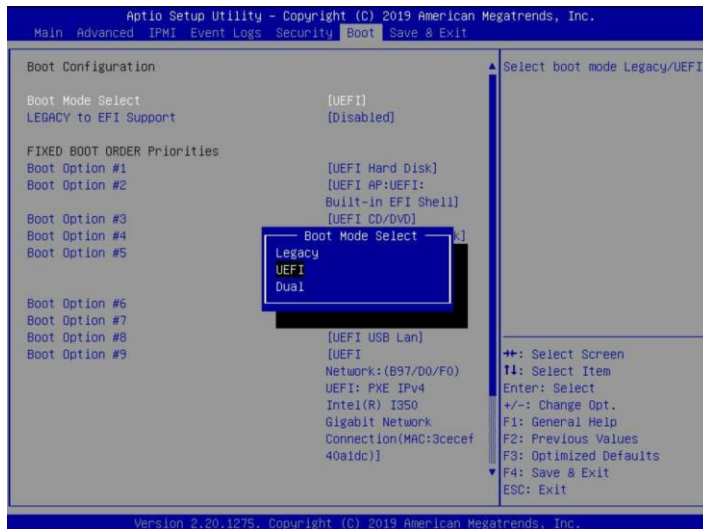 Aptio Setup Utility – Copyright (C) 2019 American Megatrends, Inc.
Main Advanced IPMI Event Logs Security Boot Save & Exit
Boot Configuration
Boot Mode Select [UEFI]
LEGACY to EFI Support [Disabled]
FIXED BOOT ORDER Priorities
Boot Option #1 [UEFI Hard Disk]
Boot Option #2 [UEFI AP:UEFI:
Built-in EFI Shell]
Boot Option #3 [UEFI CD/DVD]
Boot Option #4 k]
Boot Option #5
Boot Mode Select
Legacy
UEFI
Dual
Boot Option #6
Boot Option #7
Boot Option #8 [UEFI USB Lan]
Boot Option #9 [UEFI
Network:(B97/D0/F0)
UEFI: PXE IPv4
Intel(R) I350
Gigabit Network
Connection(MAC:3cecef
40a1dc)]
Select boot mode Legacy/UEFI
→←: Select Screen
↑↓: Select Item
Enter: Select
+/-: Change Opt.
F1: General Help
F2: Previous Values
F3: Optimized Defaults
F4: Save & Exit
ESC: Exit
Version 2.20.1275. Copyright (C) 2019 American Megatrends, Inc.